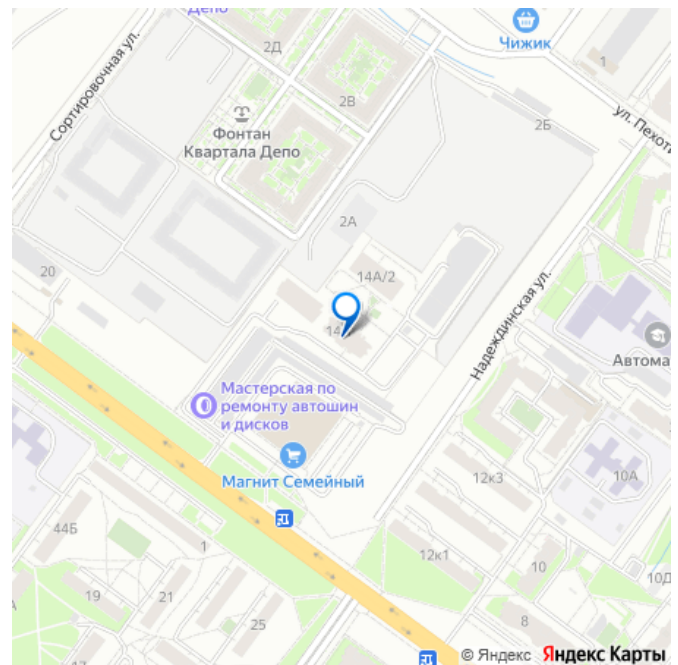 Депо
2Д
Чижик
1
Сортировочная ул.
2В
Фонтан
Квартала Депо
2Б
ул. Пехоти
2А
20
14А/2
14
Надеждинская ул.
Автома
Мастерская по
ремонту автошин
и дисков
Магнит Семейный
12к3
10А
44Б
1
12к1
10
10Д
19
21
25
8
17
© Яндекс Яндекс Карты